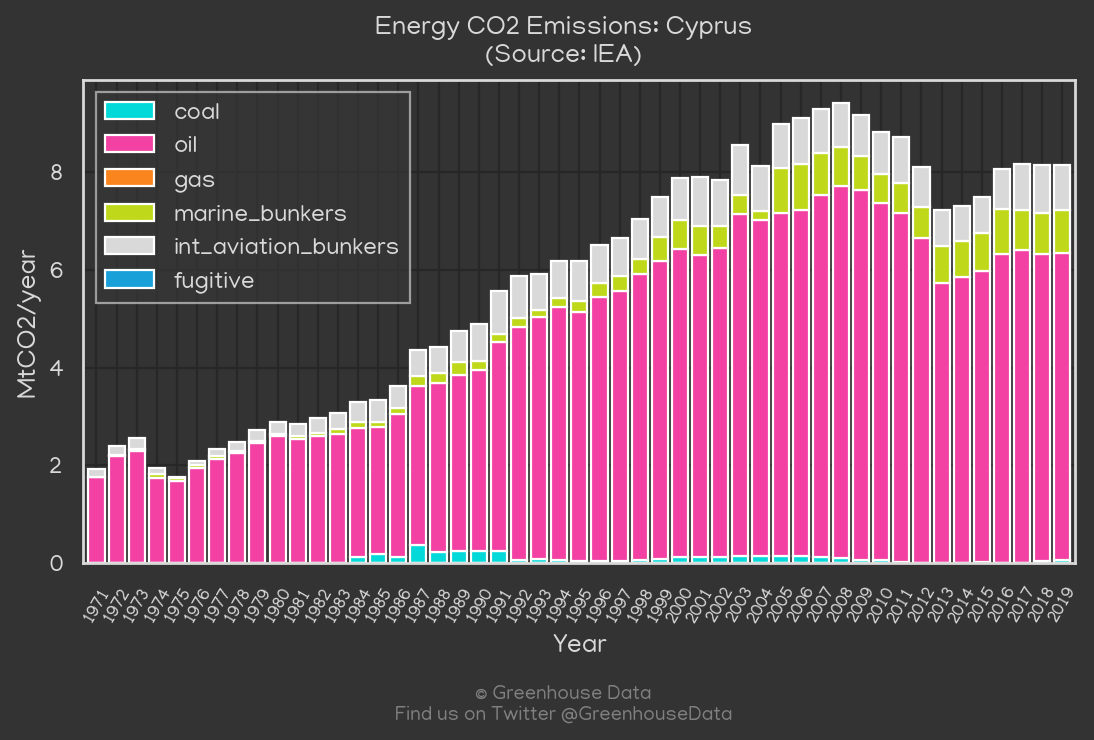 Energy CO2 Emissions: Cyprus
(Source: IEA)
coal
oil
gas
marine_bunkers
int_aviation_bunkers
fugitive
MtCO2/year
8
6
4
2
0
1971 1972 1973 1974 1975 1976 1977 1978 1979 1980 1981 1982 1983 1984 1985 1986 1987 1988 1989 1990 1991 1992 1993 1994 1995 1996 1997 1998 1999 2000 2001 2002 2003 2004 2005 2006 2007 2008 2009 2010 2011 2012 2013 2014 2015 2016 2017 2018 2019
Year
© Greenhouse Data
Find us on Twitter @GreenhouseData